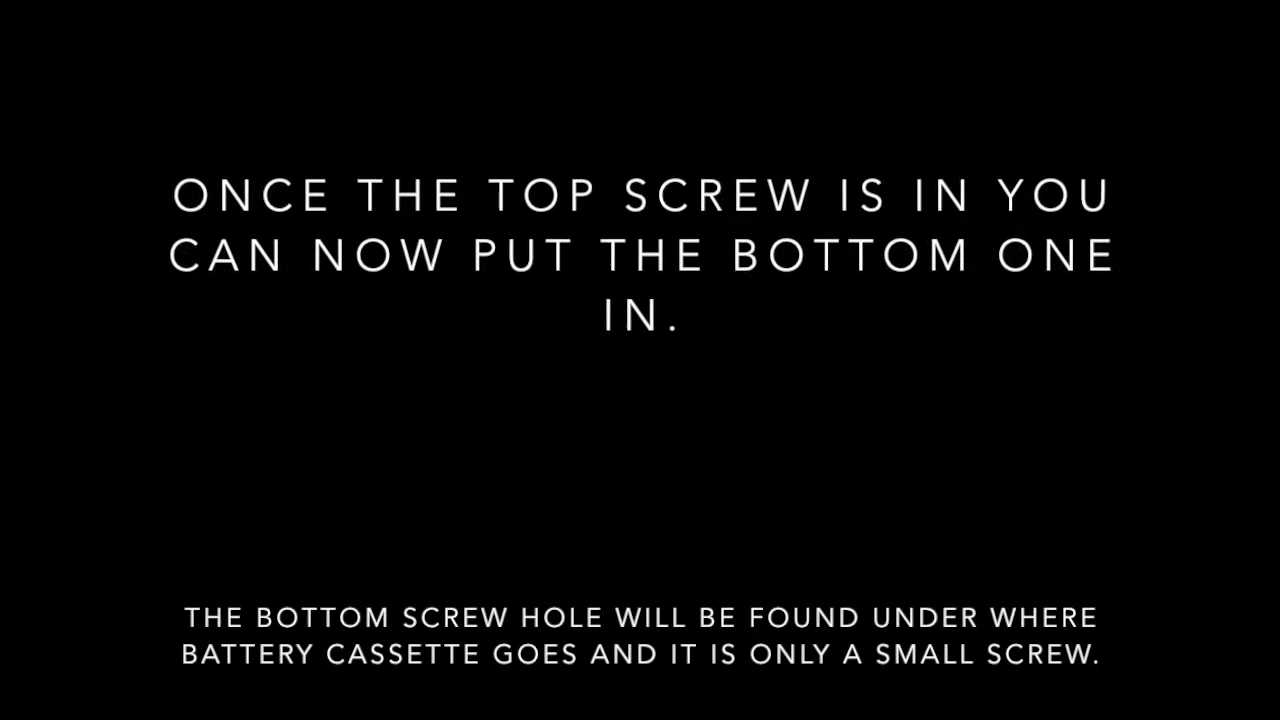 ONCE THE TOP SCREW IS IN YOU
CAN NOW PUT THE BOTTOM ONE
IN.
THE BOTTOM SCREW HOLE WILL BE FOUND UNDER WHERE
BATTERY CASSETTE GOES AND IT IS ONLY A SMALL SCREW.